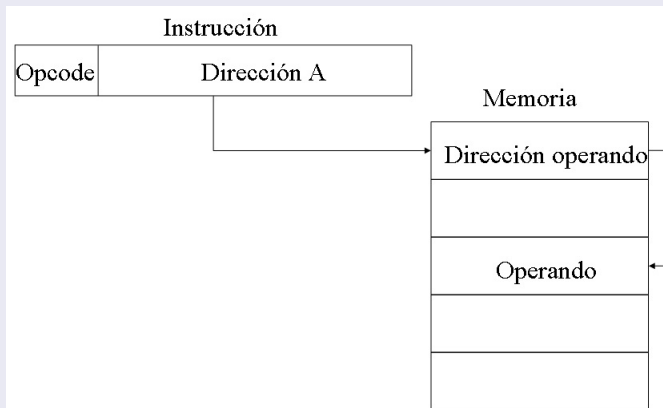 Instrucción
Opcode
Dirección A
Memoria
Dirección operando
Operando